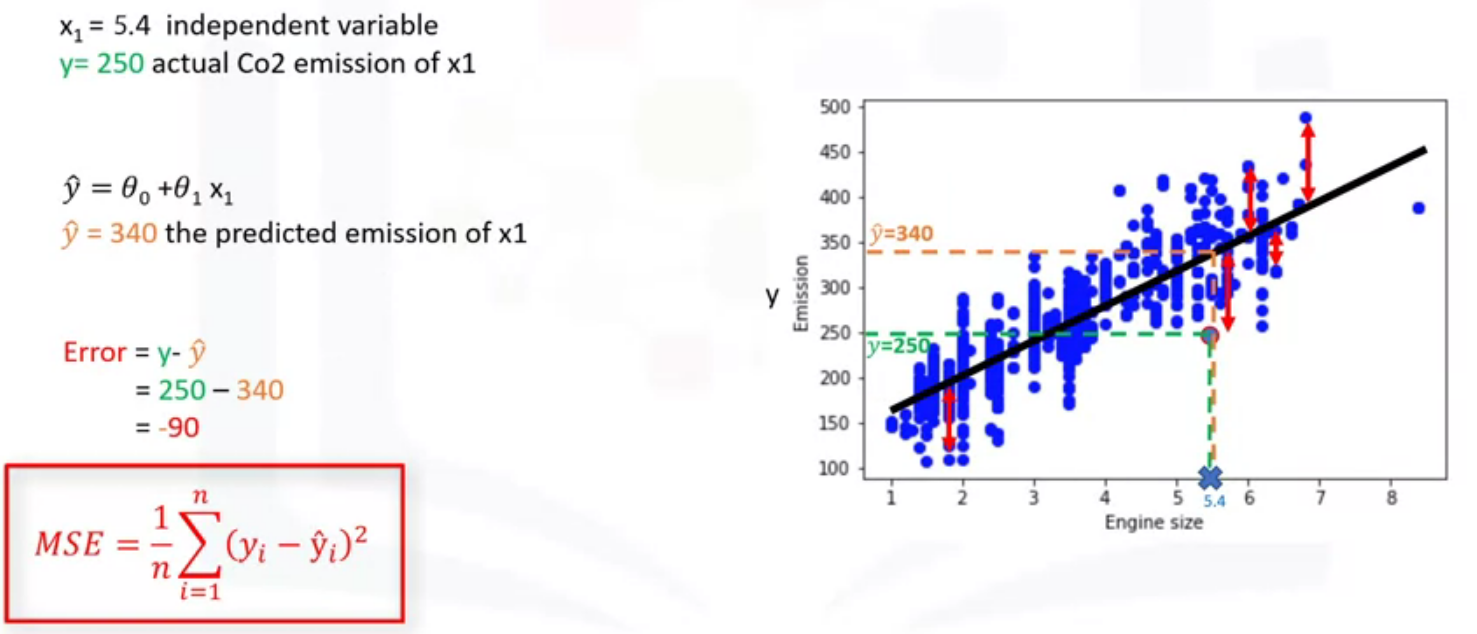 x₁ = 5.4 independent variable
y= 250 actual Co2 emission of x1
ŷ = θ₀ +θ₁ x₁
ŷ = 340 the predicted emission of x1
Error = y- ŷ
= 250 – 340
= -90
MSE = 1/n ∑ᵢ₌₁ⁿ (yᵢ − ŷᵢ)²
y
Emission
500
450
400
350
300
250
200
150
100
ŷ=340
y=250
1 2 3 4 5 5.4 6 7 8
Engine size